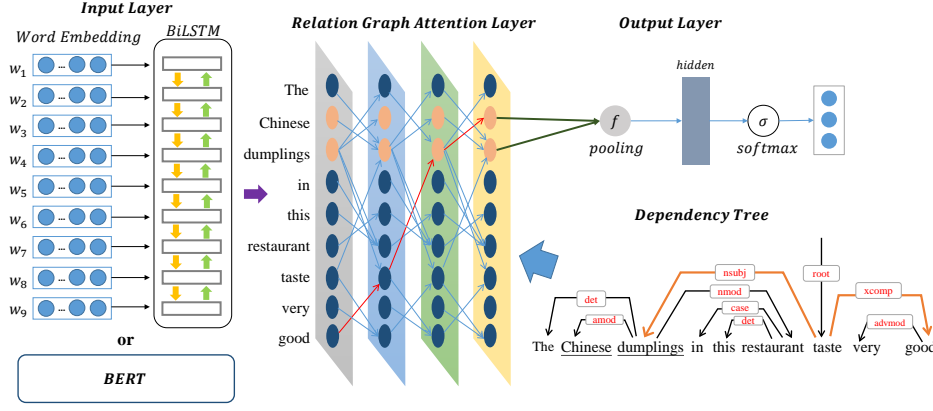 Input Layer
Word Embedding
BiLSTM
w1
...
w2
...
w3
...
w4
...
w5
...
w6
...
w7
...
w8
...
w9
...
or
BERT
Relation Graph Attention Layer
The
Chinese
dumplings
in
this
restaurant
taste
very
good
Output Layer
f
pooling
hidden
σ
softmax
Dependency Tree
nsubj
root
nmod
xcomp
det
case
amod
det
advmod
The Chinese dumplings in this restaurant taste very good